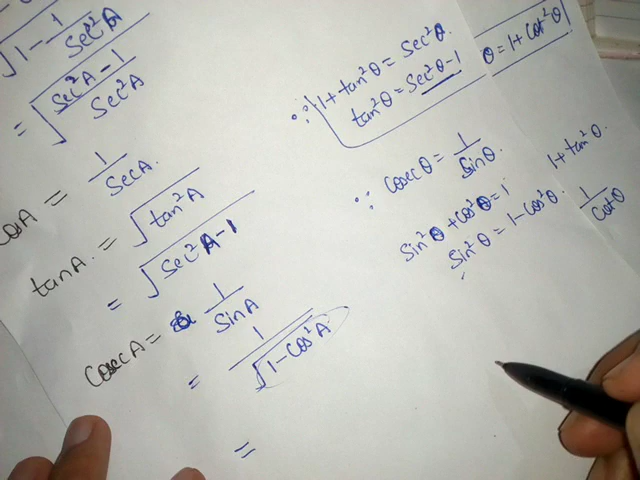 √1 - 1/Sec²A
= √Sec²A - 1/Sec²A
CosA = 1/SecA.
tanA. = √tan²A
= √Sec²A-1
CosecA = 1/SinA
= 1/√1-Cos²A
=
∵ 1+tan²θ = Sec²θ.
tan²θ = Sec²θ-1
θ = 1+Cot²θ
∵ Cosecθ = 1/Sinθ.
Sin²θ + Cos²θ = 1
Sin²θ = 1-Cos²θ
1+tan²θ.
1/Cotθ